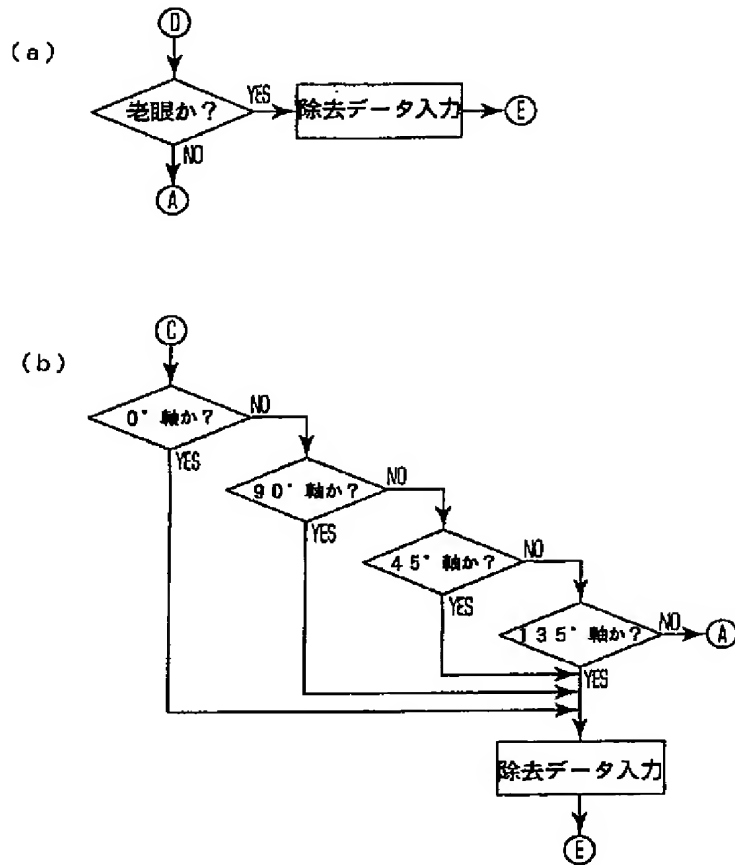 (a)
D
老眼か?
YES
除去データ入力
E
NO
A
(b)
C
0°軸か?
NO
YES
90°軸か?
NO
YES
45°軸か?
NO
YES
135°軸か?
NO
A
YES
除去データ入力
E